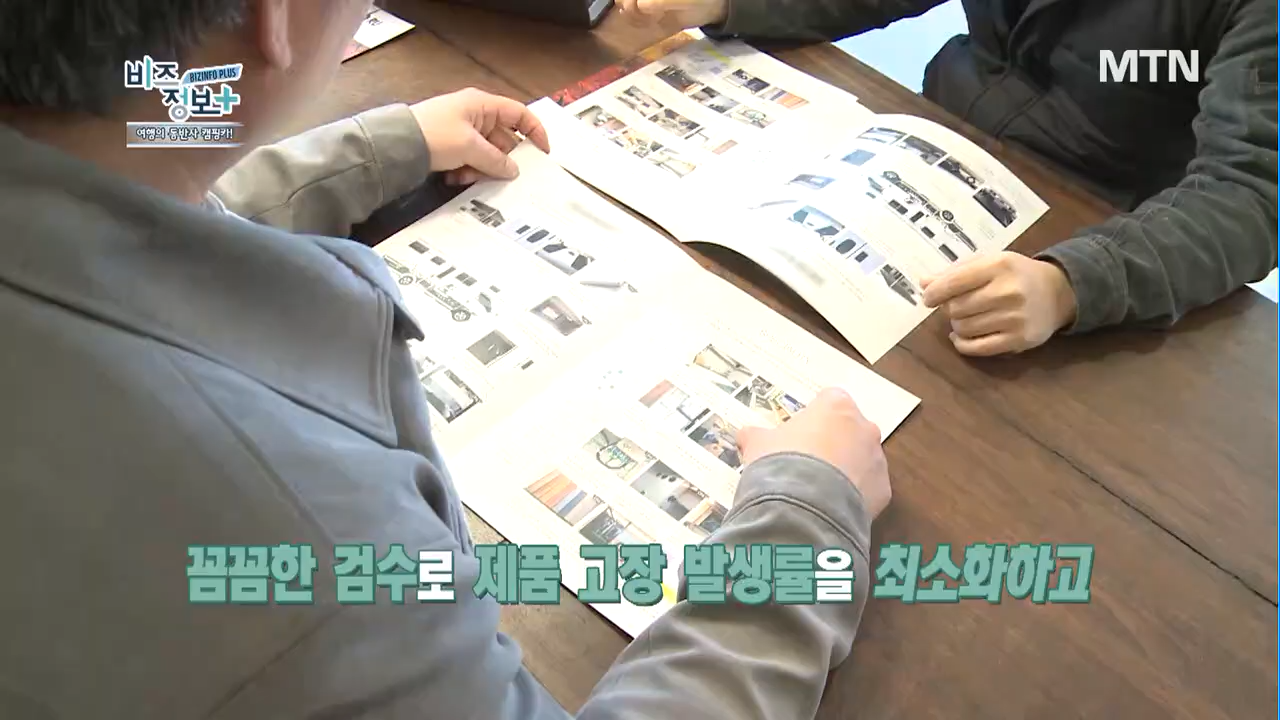 비즈
BIZINFO PLUS
정보+
여행의 동반자 캠핑카!
MTN
꼼꼼한 검수로 제품 고장 발생률을 최소화하고